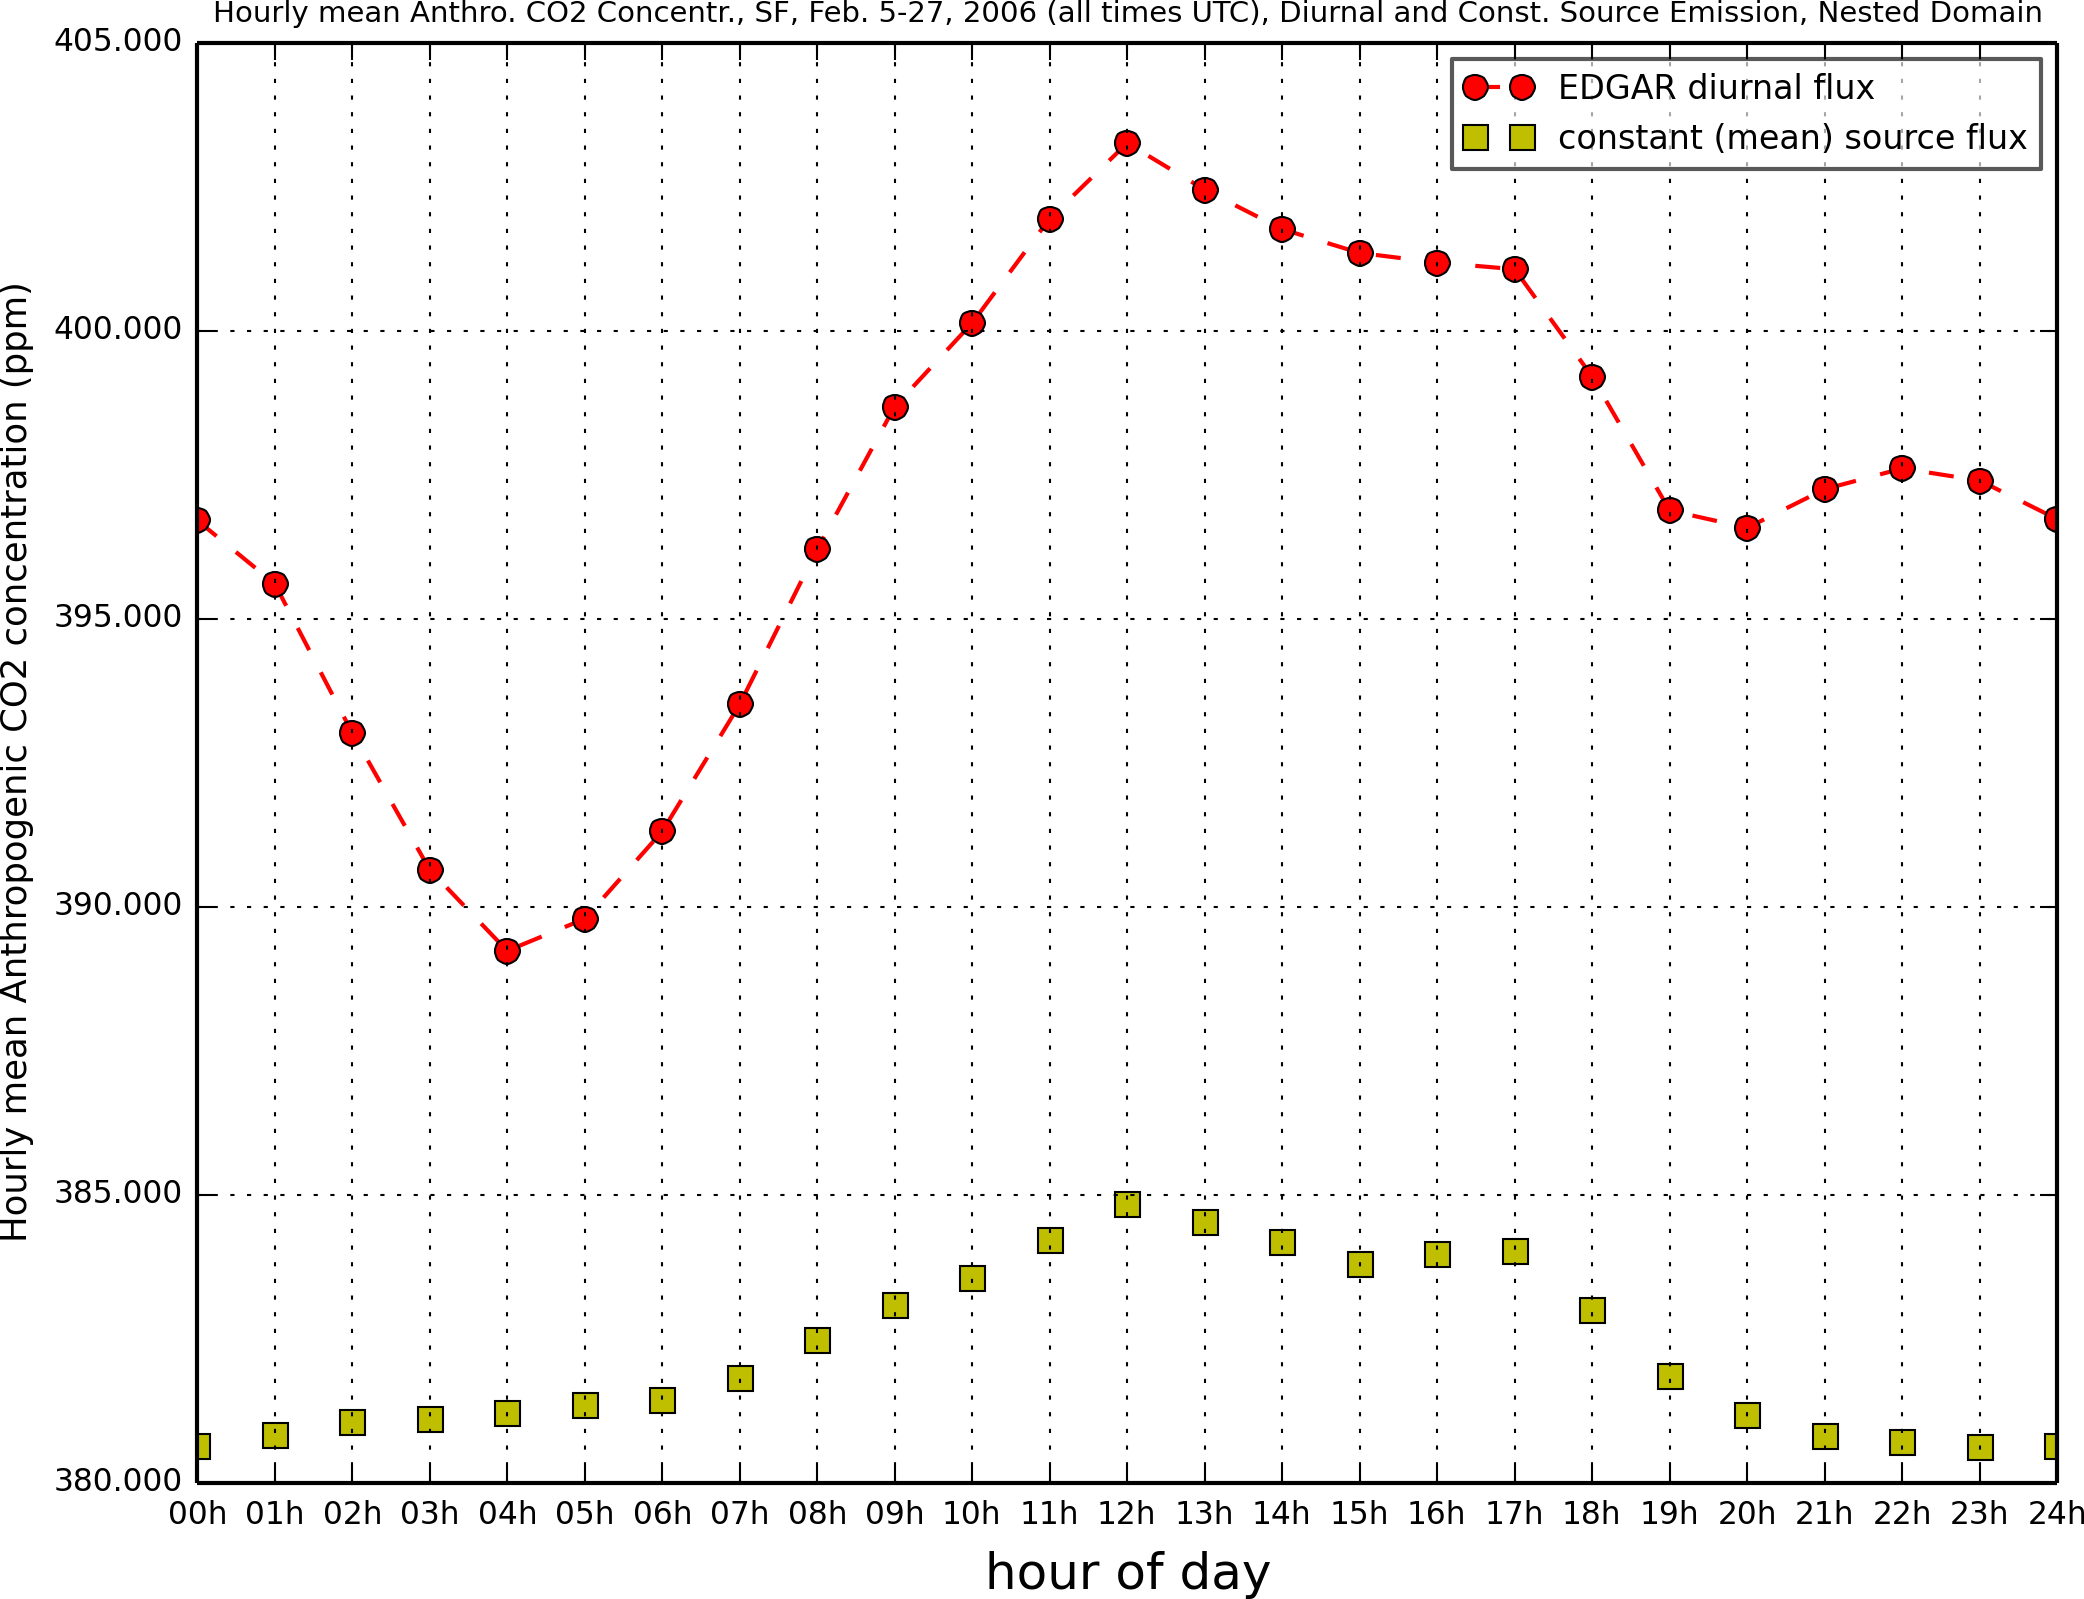 Hourly mean Anthro. CO2 Concentr., SF, Feb. 5-27, 2006 (all times UTC), Diurnal and Const. Source Emission, Nested Domain
405.000
400.000
395.000
390.000
385.000
380.000
Hourly mean Anthropogenic CO2 concentration (ppm)
EDGAR diurnal flux
constant (mean) source flux
00h 01h 02h 03h 04h 05h 06h 07h 08h 09h 10h 11h 12h 13h 14h 15h 16h 17h 18h 19h 20h 21h 22h 23h 24h
hour of day